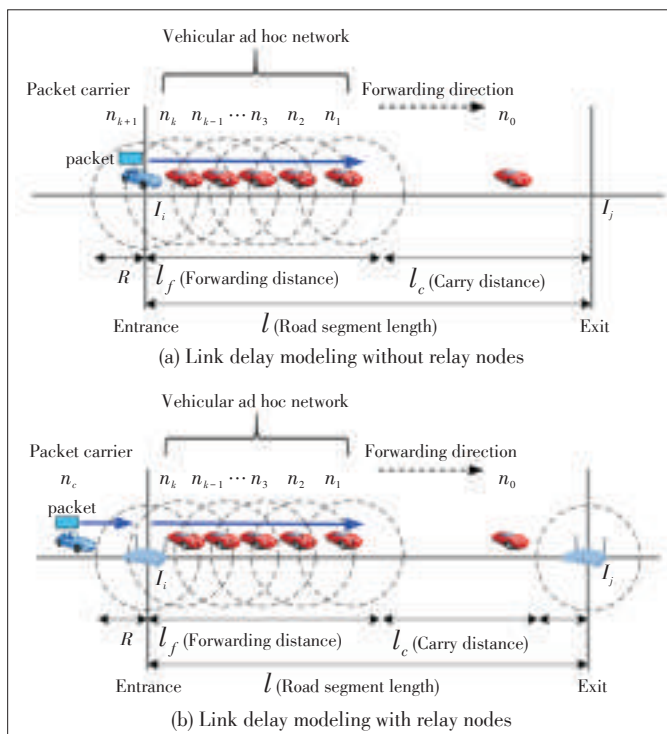 Vehicular ad hoc network
Packet carrier
Forwarding direction
n_{k+1} n_k n_{k-1} ⋯ n_3 n_2 n_1 n_0
packet
I_i I_j
R l_f (Forwarding distance) l_c (Carry distance)
l (Road segment length)
Entrance Exit
(a) Link delay modeling without relay nodes
Vehicular ad hoc network
Packet carrier
Forwarding direction
n_c n_k n_{k-1} ⋯ n_3 n_2 n_1 n_0
packet
I_i I_j
R l_f (Forwarding distance) l_c (Carry distance)
l (Road segment length)
Entrance Exit
(b) Link delay modeling with relay nodes